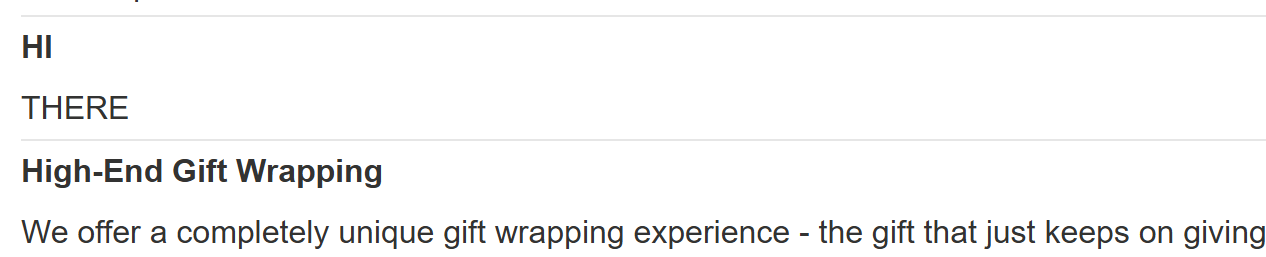 HI
THERE
High-End Gift Wrapping
We offer a completely unique gift wrapping experience - the gift that just keeps on giving